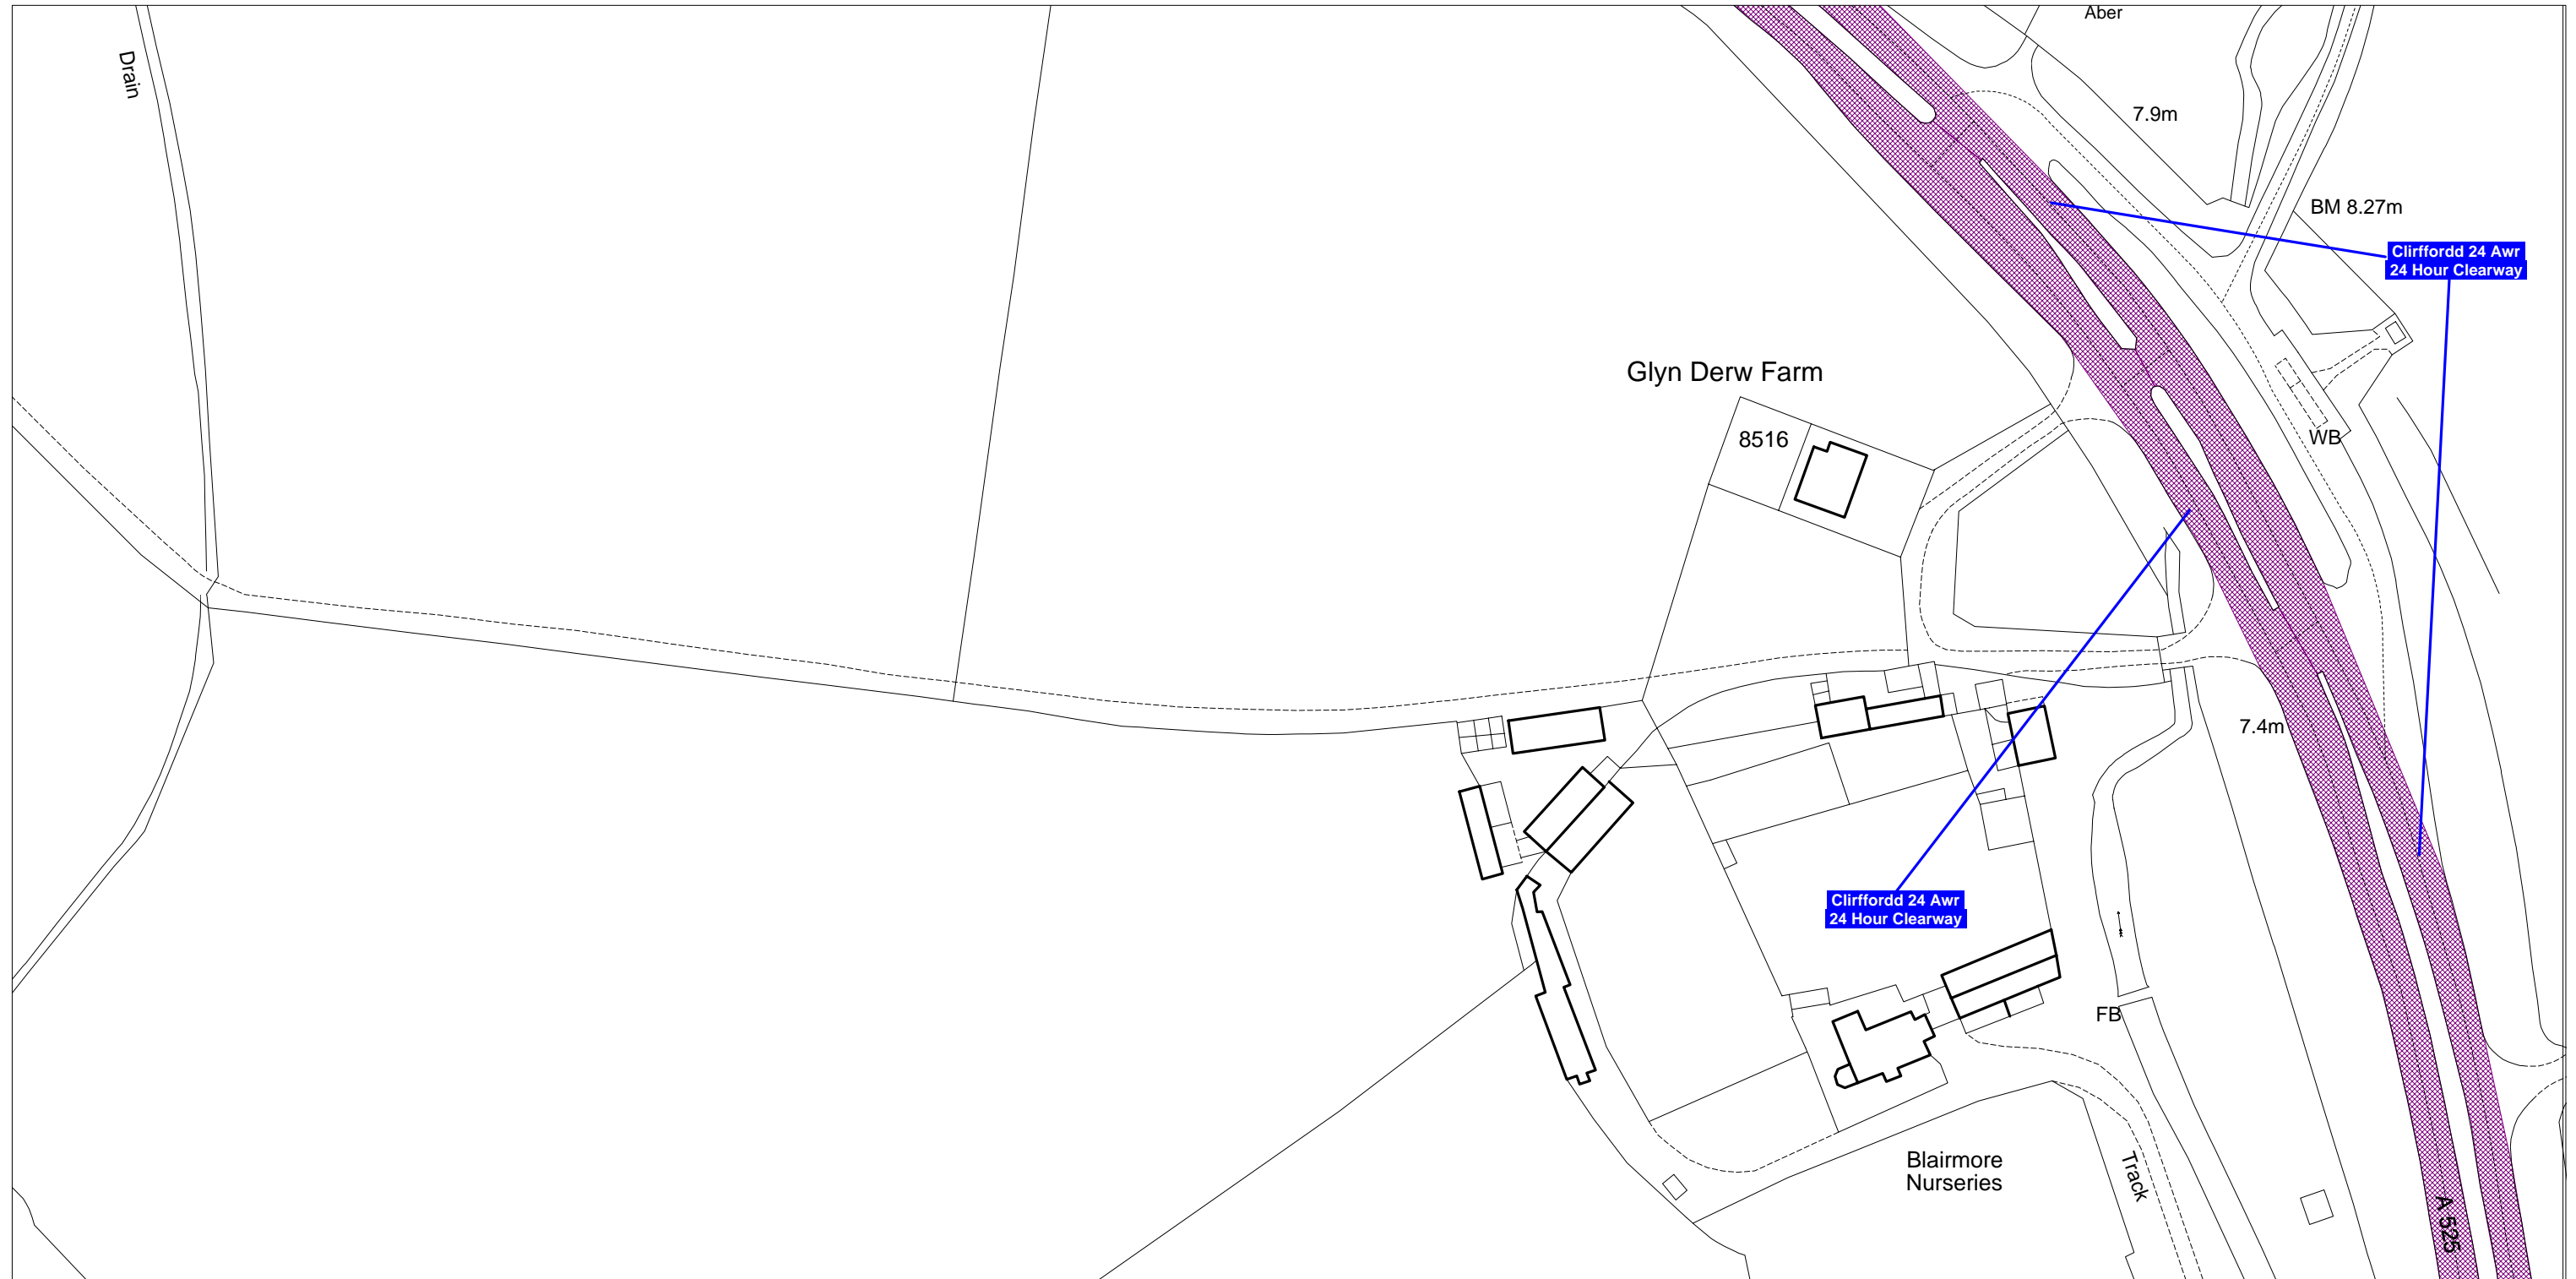 Aber
Drain
7.9m
BM 8.27m
Clirffordd 24 Awr
24 Hour Clearway
Glyn Derw Farm
8516
WB
7.4m
Clirffordd 24 Awr
24 Hour Clearway
FB
Blairmore
Nurseries
Track
A 525